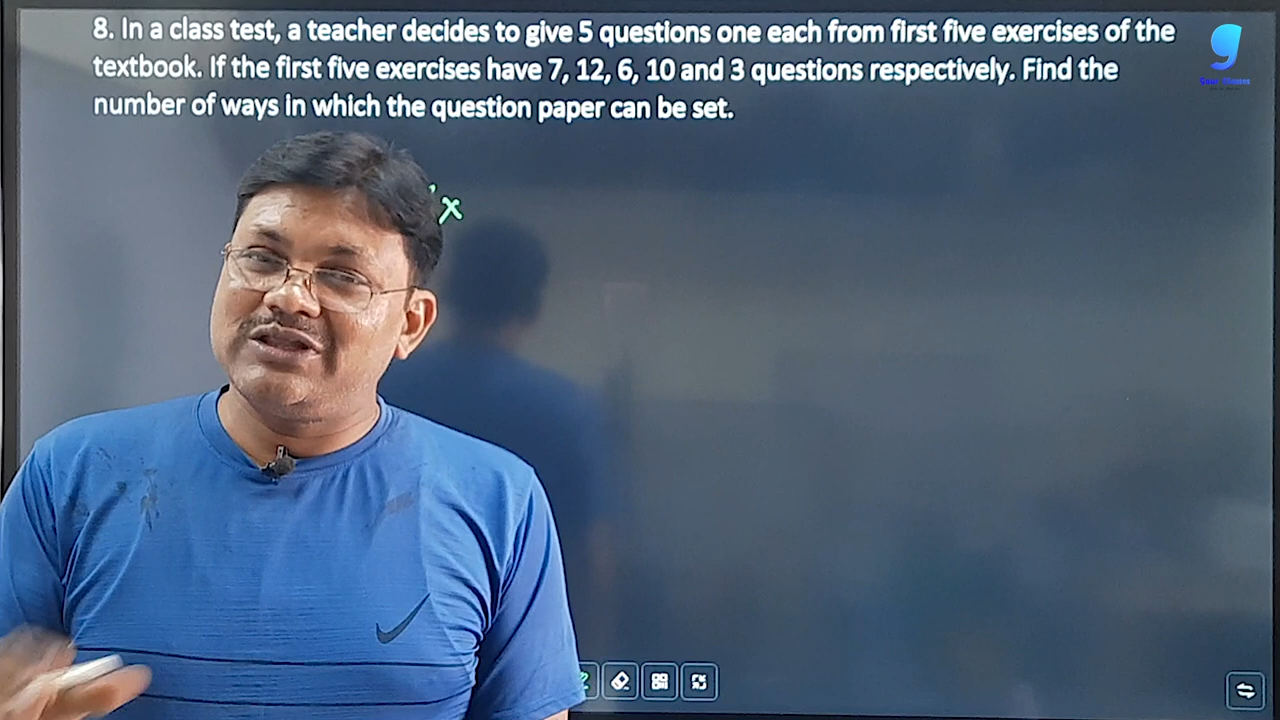 8. In a class test, a teacher decides to give 5 questions one each from first five exercises of the
textbook. If the first five exercises have 7, 12, 6, 10 and 3 questions respectively. Find the
number of ways in which the question paper can be set.
x